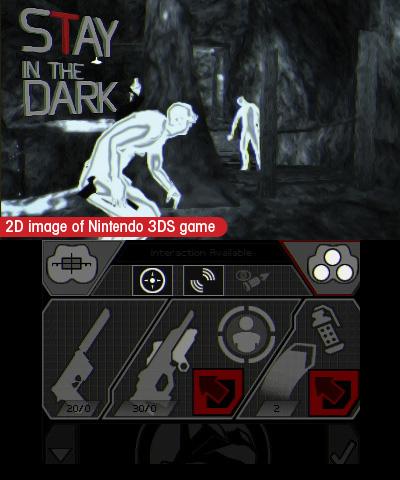 STAY
IN THE
DARK
2D image of Nintendo 3DS game
Interaction Available:
20/0
30/0
2